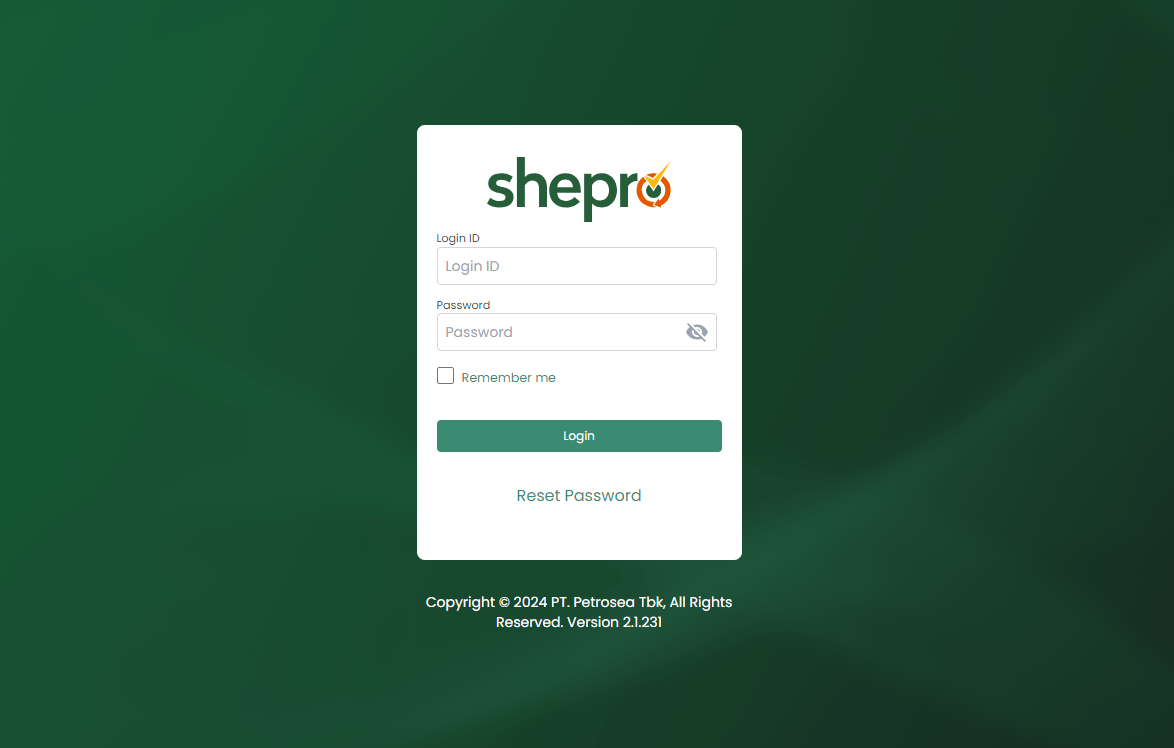 shepro
Login ID
Login ID
Password
Password
Remember me
Login
Reset Password
Copyright © 2024 PT. Petrosea Tbk, All Rights
Reserved. Version 2.1.231